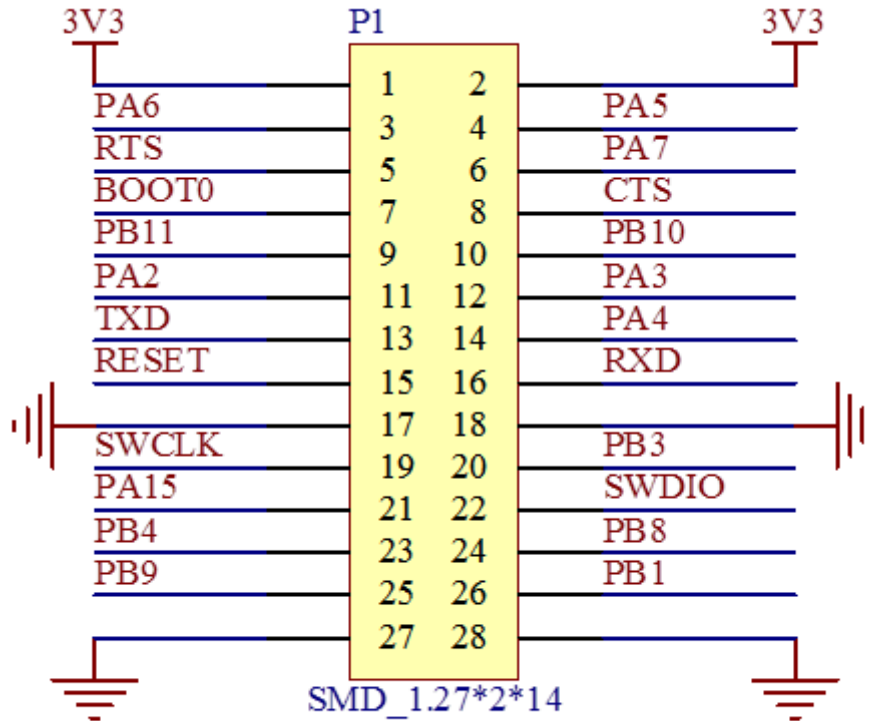 3V3 P1 3V3
1 2
PA6 PA5
3 4
RTS PA7
5 6
BOOT0 CTS
7 8
PB11 PB10
9 10
PA2 PA3
11 12
TXD PA4
13 14
RESET RXD
15 16
17 18
SWCLK PB3
19 20
PA15 SWDIO
21 22
PB4 PB8
23 24
PB9 PB1
25 26
27 28
SMD_1.27*2*14